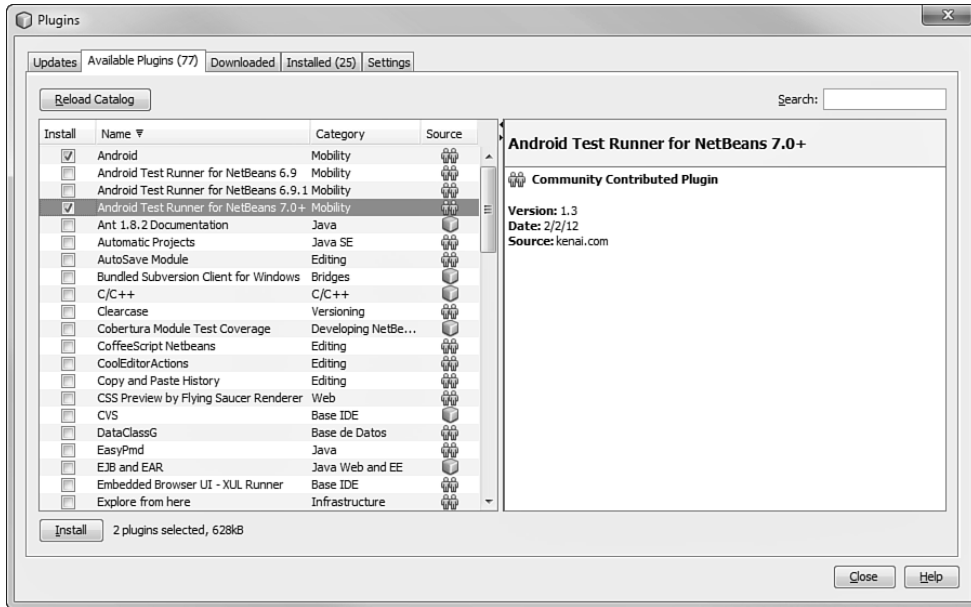 Plugins
Updates Available Plugins (77) Downloaded Installed (25) Settings
Reload Catalog Search:
Install Name Category Source
Android Mobility
Android Test Runner for NetBeans 6.9 Mobility
Android Test Runner for NetBeans 6.9.1 Mobility
Android Test Runner for NetBeans 7.0+ Mobility
Ant 1.8.2 Documentation Java
Automatic Projects Java SE
AutoSave Module Editing
Bundled Subversion Client for Windows Bridges
C/C++ C/C++
Clearcase Versioning
Cobertura Module Test Coverage Developing NetBe...
CoffeeScript Netbeans Editing
CoolEditorActions Editing
Copy and Paste History Editing
CSS Preview by Flying Saucer Renderer Web
CVS Base IDE
DataClassG Base de Datos
EasyPmd Java
EJB and EAR Java Web and EE
Embedded Browser UI - XUL Runner Base IDE
Explore from here Infrastructure
Android Test Runner for NetBeans 7.0+
Community Contributed Plugin
Version: 1.3
Date: 2/2/12
Source: kenai.com
Install 2 plugins selected, 628kB
Close Help